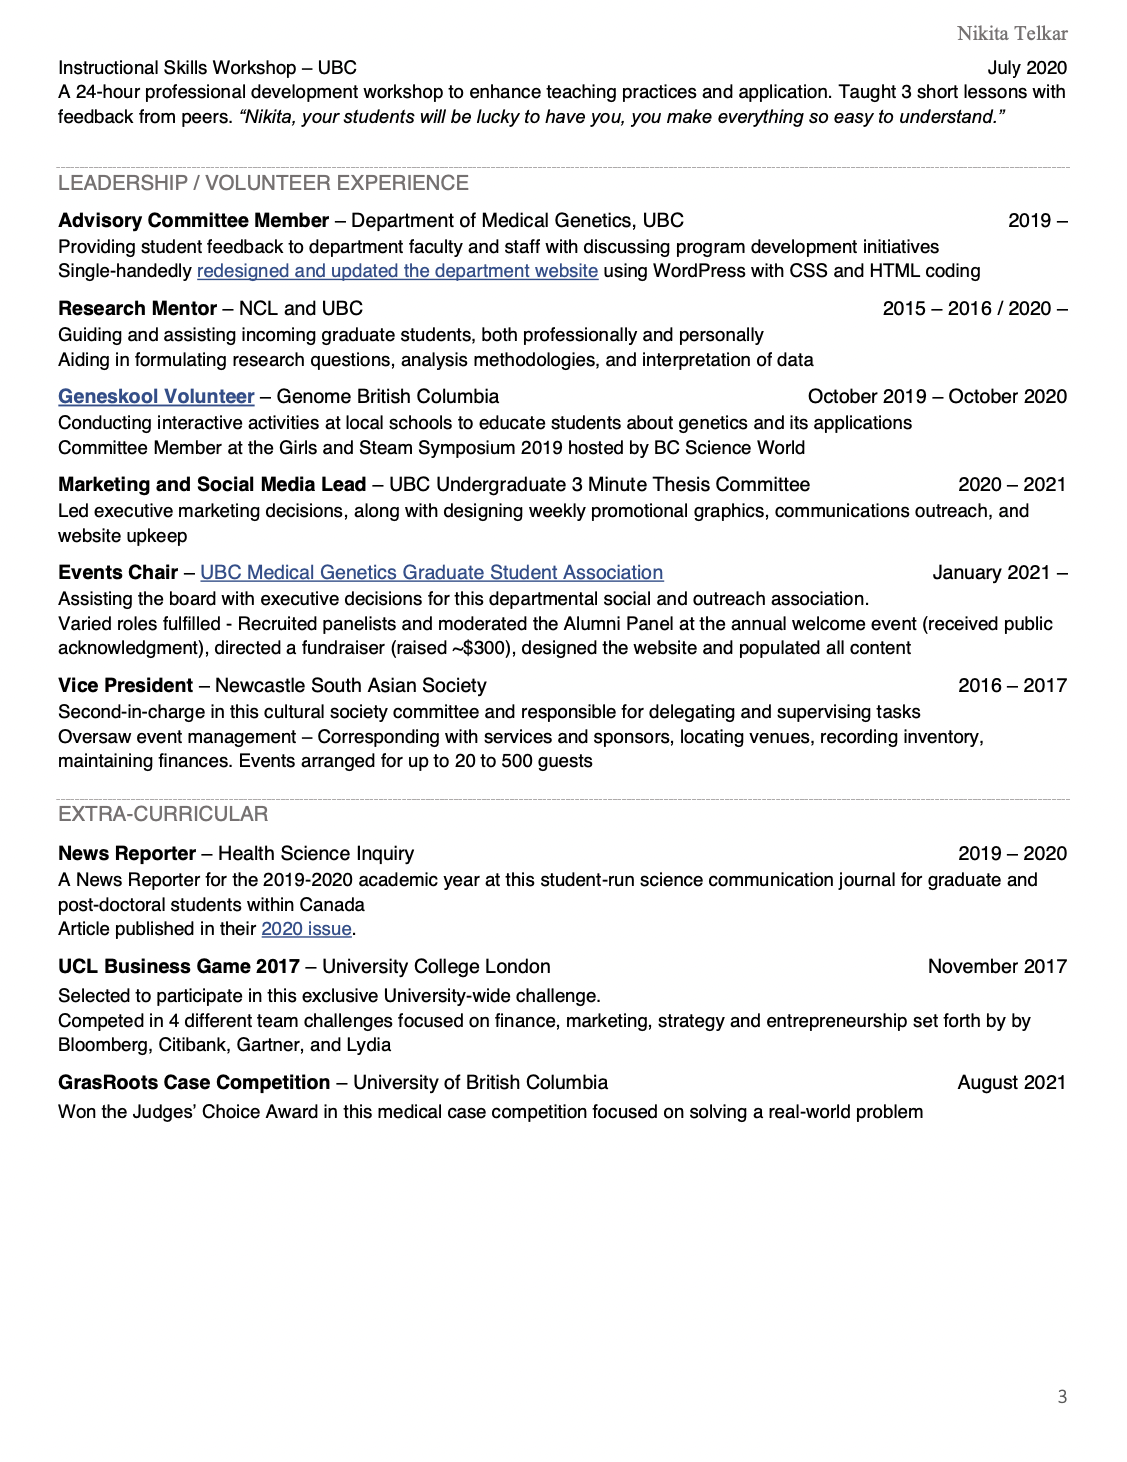 Nikita Telkar
Instructional Skills Workshop – UBC July 2020
A 24-hour professional development workshop to enhance teaching practices and application. Taught 3 short lessons with
feedback from peers. “Nikita, your students will be lucky to have you, you make everything so easy to understand.”
LEADERSHIP / VOLUNTEER EXPERIENCE
Advisory Committee Member – Department of Medical Genetics, UBC 2019 –
Providing student feedback to department faculty and staff with discussing program development initiatives
Single-handedly redesigned and updated the department website using WordPress with CSS and HTML coding
Research Mentor – NCL and UBC 2015 – 2016 / 2020 –
Guiding and assisting incoming graduate students, both professionally and personally
Aiding in formulating research questions, analysis methodologies, and interpretation of data
Geneskool Volunteer – Genome British Columbia October 2019 – October 2020
Conducting interactive activities at local schools to educate students about genetics and its applications
Committee Member at the Girls and Steam Symposium 2019 hosted by BC Science World
Marketing and Social Media Lead – UBC Undergraduate 3 Minute Thesis Committee 2020 – 2021
Led executive marketing decisions, along with designing weekly promotional graphics, communications outreach, and
website upkeep
Events Chair – UBC Medical Genetics Graduate Student Association January 2021 –
Assisting the board with executive decisions for this departmental social and outreach association.
Varied roles fulfilled - Recruited panelists and moderated the Alumni Panel at the annual welcome event (received public
acknowledgment), directed a fundraiser (raised ~$300), designed the website and populated all content
Vice President – Newcastle South Asian Society 2016 – 2017
Second-in-charge in this cultural society committee and responsible for delegating and supervising tasks
Oversaw event management – Corresponding with services and sponsors, locating venues, recording inventory,
maintaining finances. Events arranged for up to 20 to 500 guests
EXTRA-CURRICULAR
News Reporter – Health Science Inquiry 2019 – 2020
A News Reporter for the 2019-2020 academic year at this student-run science communication journal for graduate and
post-doctoral students within Canada
Article published in their 2020 issue.
UCL Business Game 2017 – University College London November 2017
Selected to participate in this exclusive University-wide challenge.
Competed in 4 different team challenges focused on finance, marketing, strategy and entrepreneurship set forth by by
Bloomberg, Citibank, Gartner, and Lydia
GrasRoots Case Competition – University of British Columbia August 2021
Won the Judges’ Choice Award in this medical case competition focused on solving a real-world problem
3